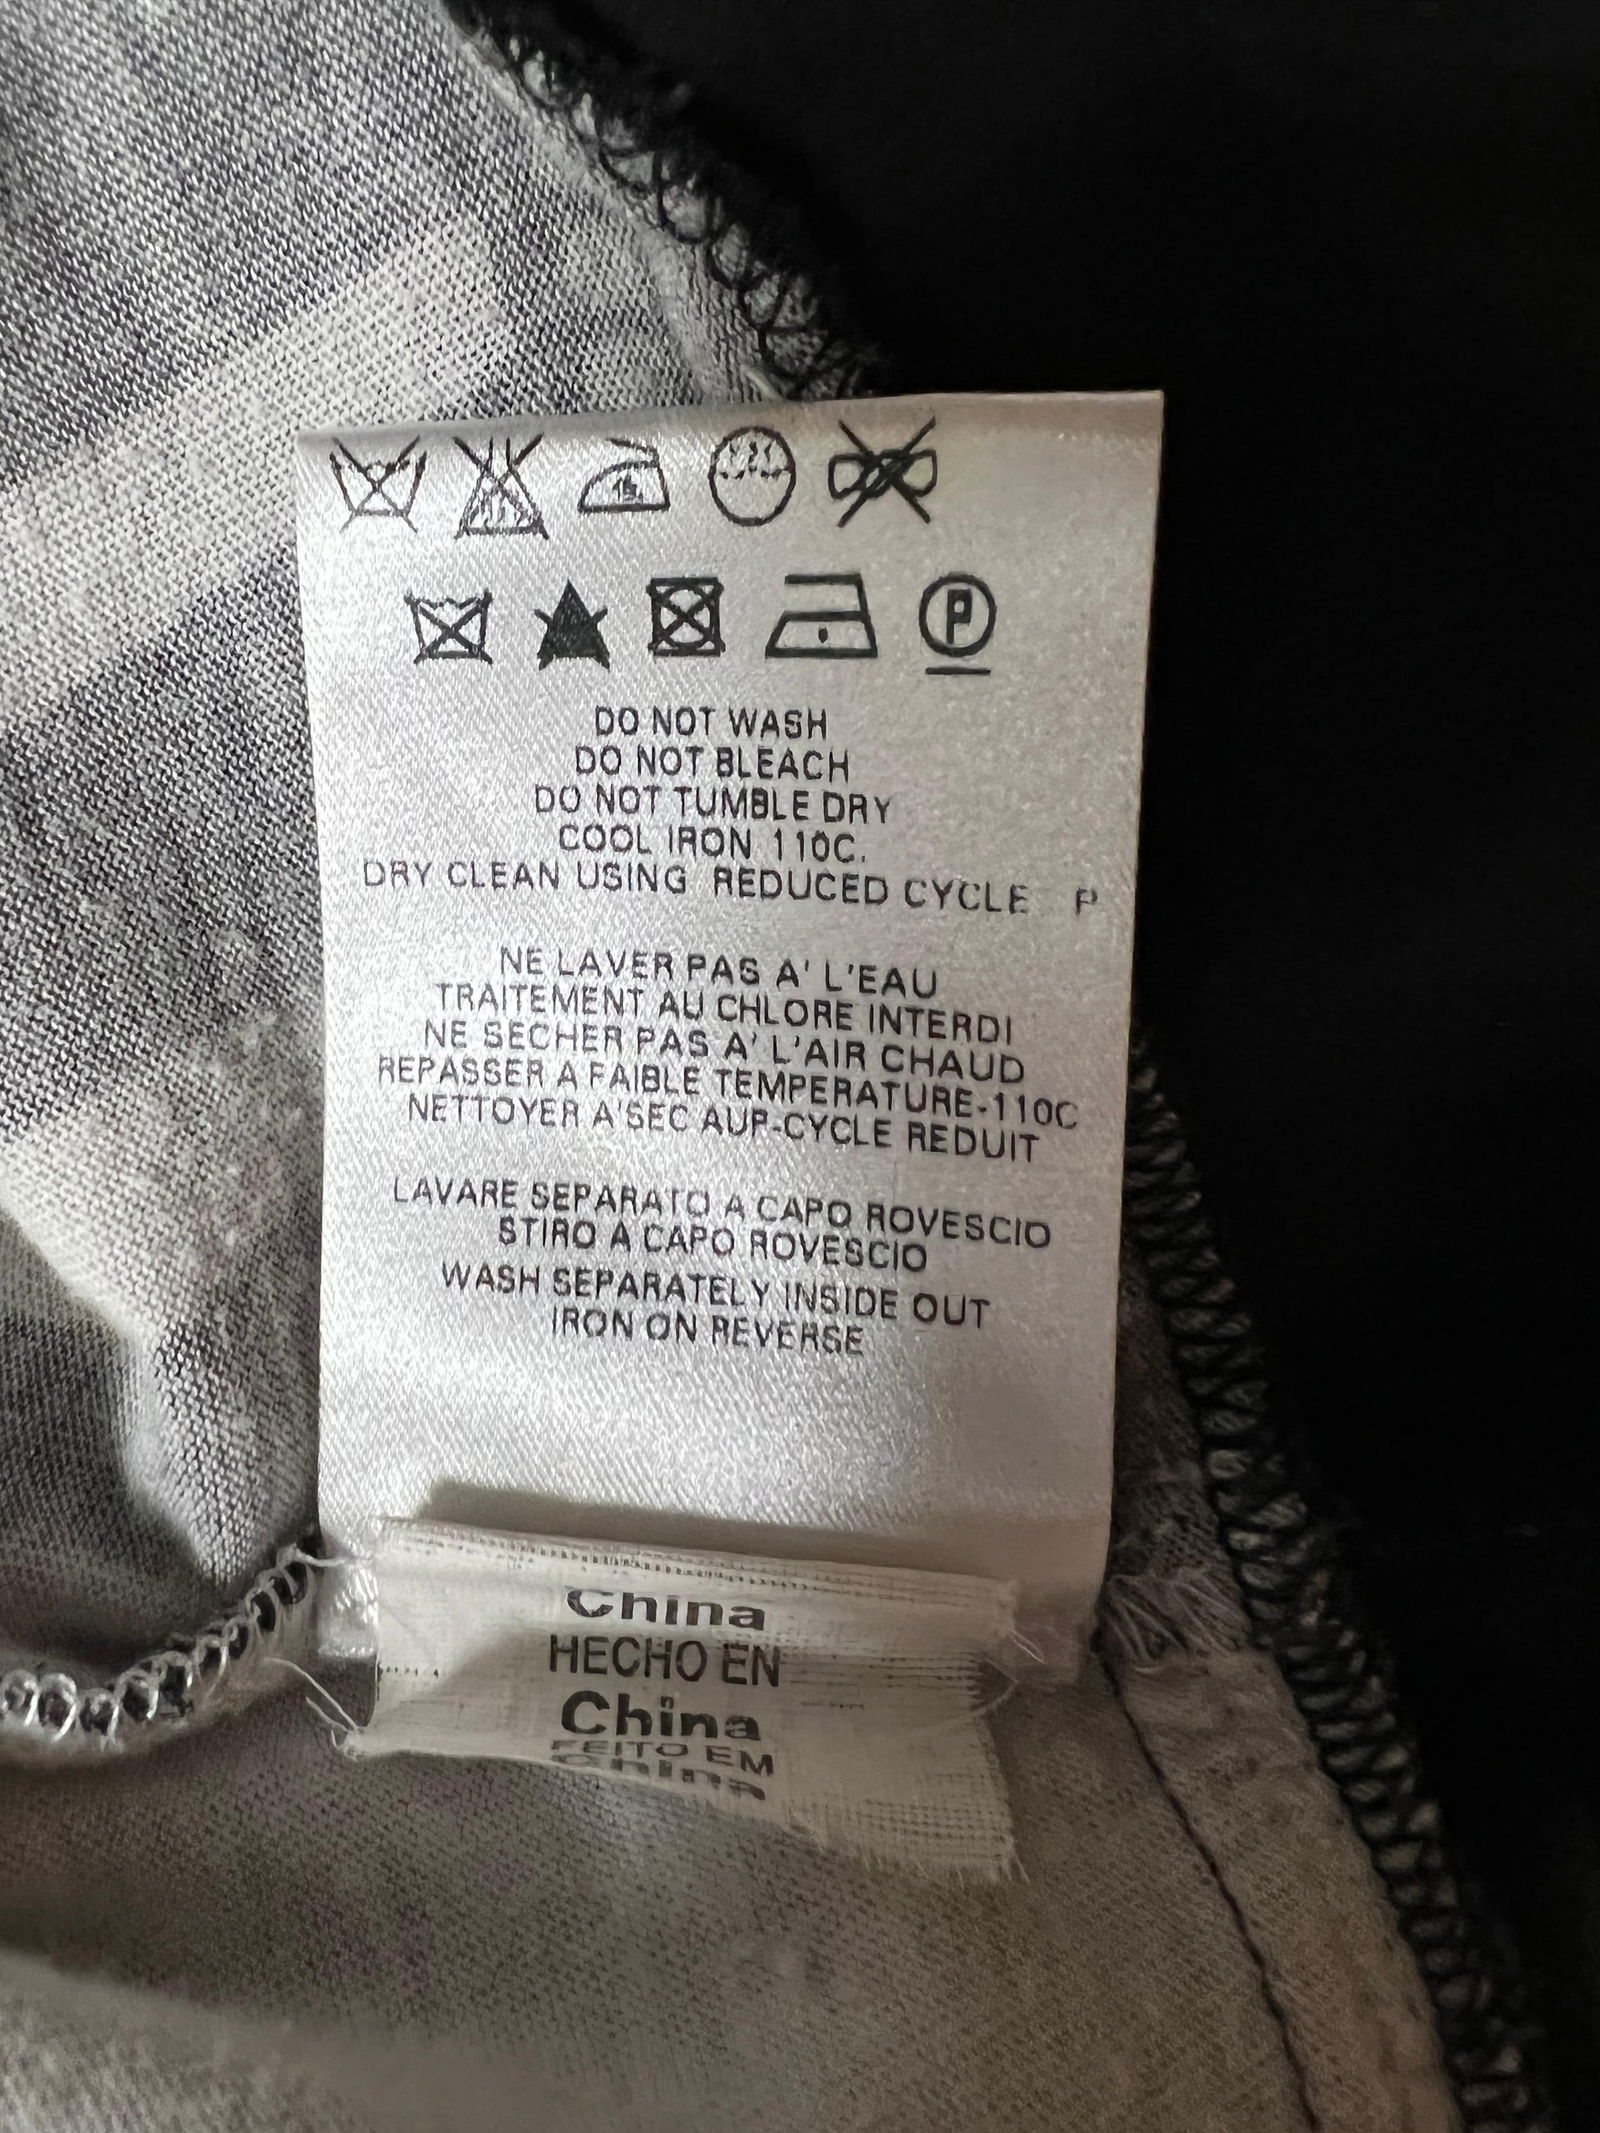 P
DO NOT WASH
DO NOT BLEACH
DO NOT TUMBLE DRY
COOL IRON 110C.
DRY CLEAN USING REDUCED CYCLE P
NE LAVER PAS A' L'EAU
TRAITEMENT AU CHLORE INTERDI
NE SECHER PAS A' L'AIR CHAUD
REPASSER A FAIBLE TEMPERATURE-110C
NETTOYER A'SEC AUP-CYCLE REDUIT
LAVARE SEPARATO A CAPO ROVESCIO
STIRO A CAPO ROVESCIO
WASH SEPARATELY INSIDE OUT
IRON ON REVERSE
China
HECHO EN
China
FEITO EM
China